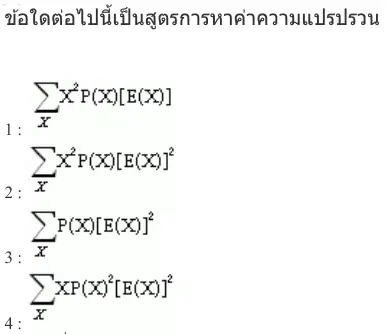 ข้อใดต่อไปนี้เป็นสูตรการหาค่าความแปรปรวน
1 : ∑X X²P(X)[E(X)]
2 : ∑X X²P(X)[E(X)]²
3 : ∑X P(X)[E(X)]²
4 : ∑X XP(X)²[E(X)]²